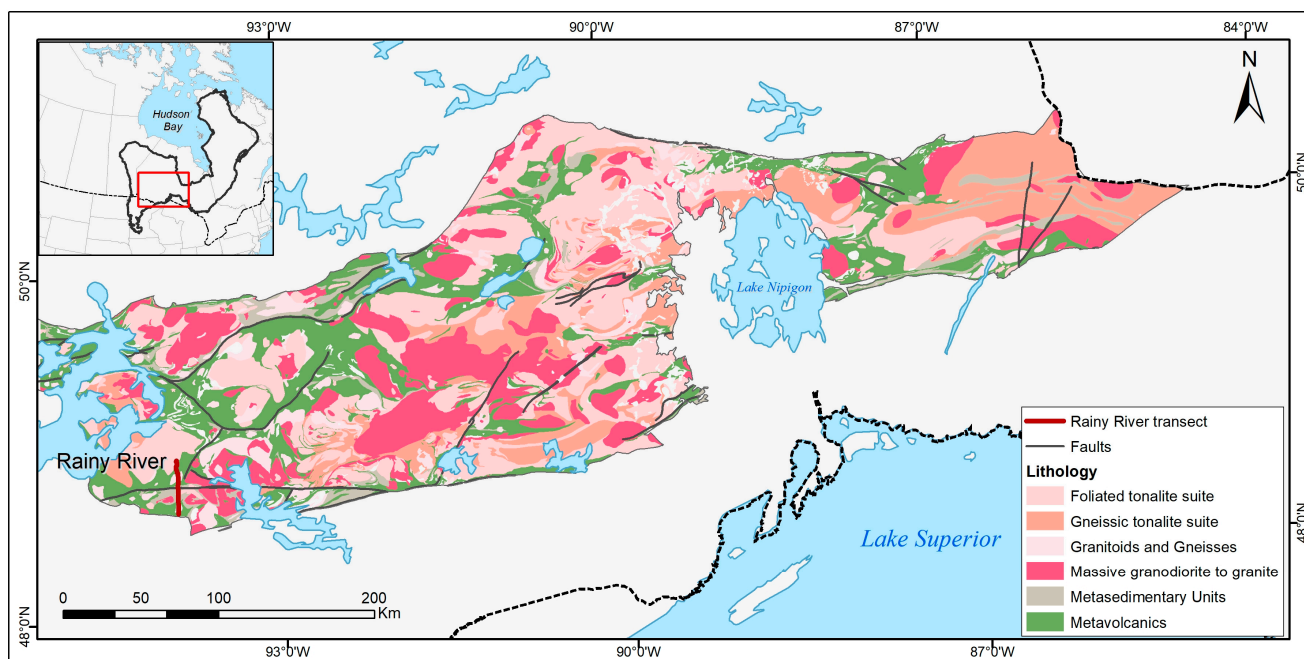 93°0'W 90°0'W 87°0'W 84°0'W
N
Hudson
Bay
50°0'N
50°0'N
Lake Nipigon
Rainy River
Rainy River transect
Faults
Lithology
Foliated tonalite suite
Gneissic tonalite suite
Granitoids and Gneisses
Massive granodiorite to granite
Metasedimentary Units
Metavolcanics
48°0'N
Lake Superior
0 50 100 200
Km
48°0'N
93°0'W 90°0'W 87°0'W